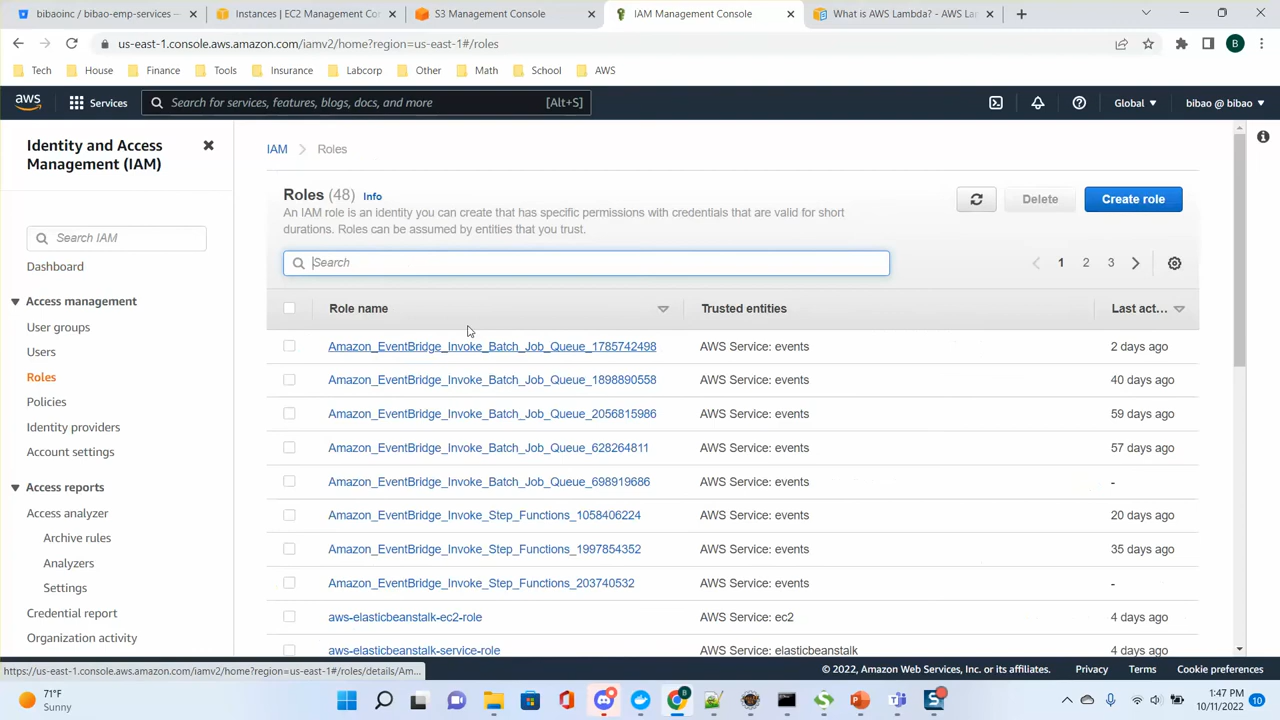 bibaoinc / bibao-emp-services —
Instances | EC2 Management Con
S3 Management Console
IAM Management Console
What is AWS Lambda? - AWS Lam
us-east-1.console.aws.amazon.com/iamv2/home?region=us-east-1#/roles
B
Tech
House
Finance
Tools
Insurance
Labcorp
Other
Math
School
AWS
aws
Services
Search for services, features, blogs, docs, and more
[Alt+S]
Global
bibao @ bibao
Identity and Access
Management (IAM)
Search IAM
Dashboard
Access management
User groups
Users
Roles
Policies
Identity providers
Account settings
Access reports
Access analyzer
Archive rules
Analyzers
Settings
Credential report
Organization activity
IAM > Roles
Roles (48) Info
An IAM role is an identity you can create that has specific permissions with credentials that are valid for short
durations. Roles can be assumed by entities that you trust.
Delete
Create role
Search
1 2 3
Role name Trusted entities Last act...
Amazon_EventBridge_Invoke_Batch_Job_Queue_1785742498 AWS Service: events 2 days ago
Amazon_EventBridge_Invoke_Batch_Job_Queue_1898890558 AWS Service: events 40 days ago
Amazon_EventBridge_Invoke_Batch_Job_Queue_2056815986 AWS Service: events 59 days ago
Amazon_EventBridge_Invoke_Batch_Job_Queue_628264811 AWS Service: events 57 days ago
Amazon_EventBridge_Invoke_Batch_Job_Queue_698919686 AWS Service: events -
Amazon_EventBridge_Invoke_Step_Functions_1058406224 AWS Service: events 20 days ago
Amazon_EventBridge_Invoke_Step_Functions_1997854352 AWS Service: events 35 days ago
Amazon_EventBridge_Invoke_Step_Functions_203740532 AWS Service: events -
aws-elasticbeanstalk-ec2-role AWS Service: ec2 4 days ago
aws-elasticbeanstalk-service-role AWS Service: elasticbeanstalk 4 days ago
https://us-east-1.console.aws.amazon.com/iamv2/home?region=us-east-1#/roles/details/Am...
© 2022, Amazon Web Services, Inc. or its affiliates.
Privacy
Terms
Cookie preferences
71°F
Sunny
1:47 PM
10/11/2022
10